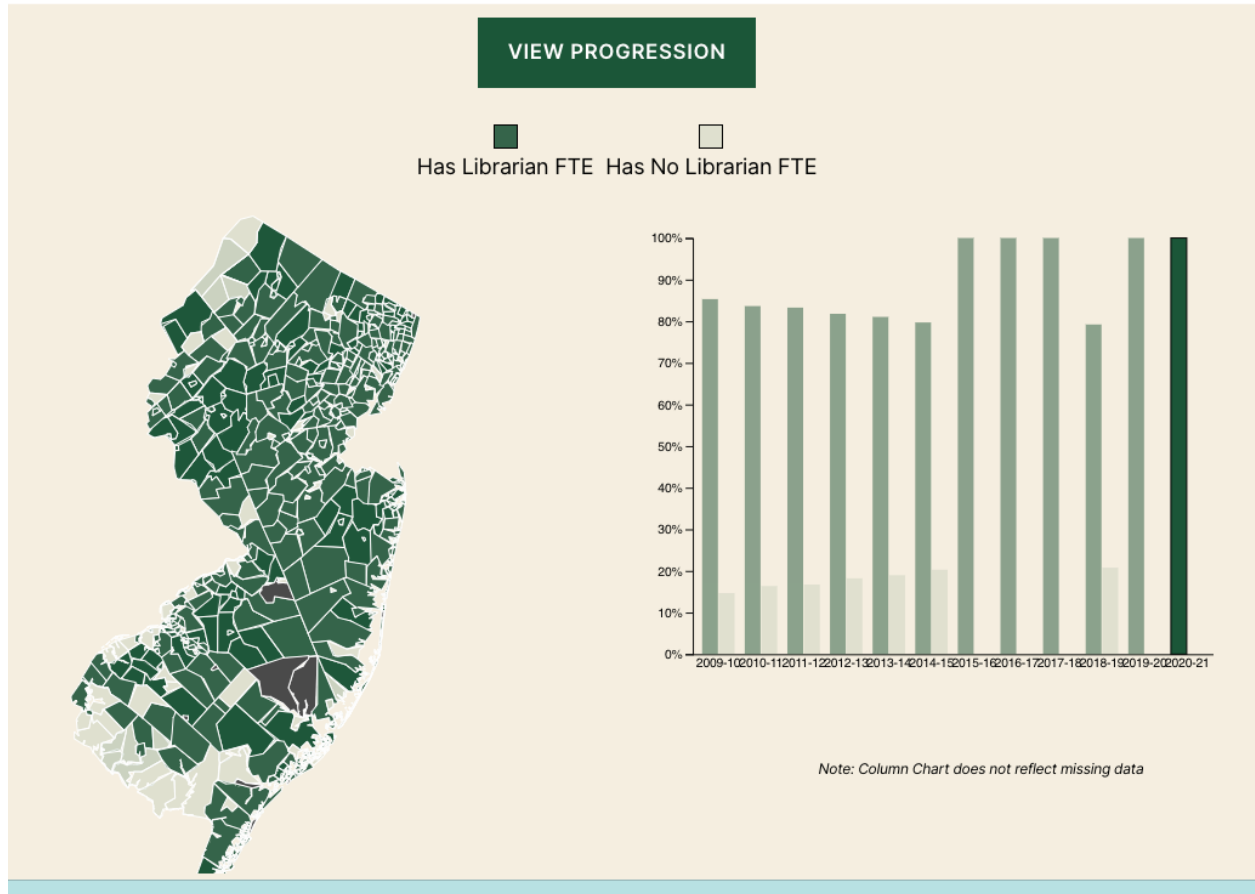 VIEW PROGRESSION
Has Librarian FTE Has No Librarian FTE
100%
90%
80%
70%
60%
50%
40%
30%
20%
10%
0%
2009-10 2010-11 2011-12 2012-13 2013-14 2014-15 2015-16 2016-17 2017-18 2018-19 2019-20 2020-21
Note: Column Chart does not reflect missing data